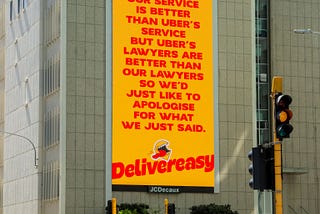 OUR SERVICE
IS BETTER
THAN UBER'S
SERVICE
BUT UBER'S
LAWYERS ARE
BETTER THAN
OUR LAWYERS
SO WE'D
JUST LIKE TO
APOLOGISE
FOR WHAT
WE JUST SAID.
Delivereasy
JCDecaux